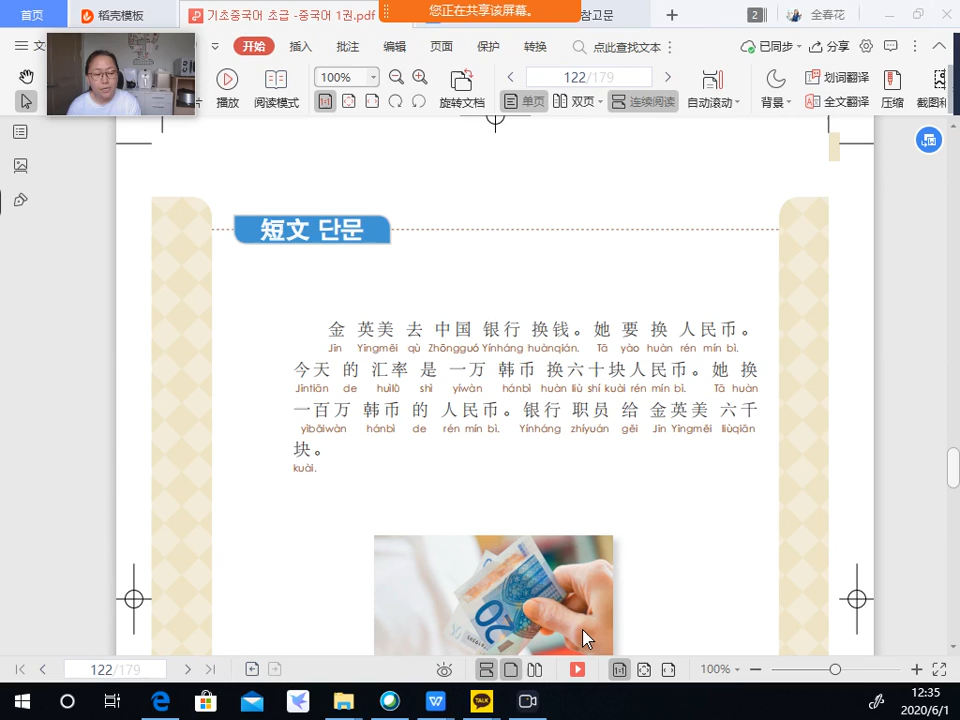 首页
稻壳模板
기초중국어 초급 -중국어 1권.pdf
您正在共享该屏幕。
참고문
2
全春花
文
开始
插入
批注
编辑
页面
保护
转换
点此查找文本
已同步
分享
播放
阅读模式
100%
旋转文档
122/179
单页
双页
连续阅读
自动滚动
背景
划词翻译
全文翻译
压缩
截图和
短文 단문
金 英美 去 中国 银行 换钱。她 要 换 人民币。
Jīn Yīngměi qù Zhōngguó Yínháng huànqián. Tā yào huàn rén mín bì.
今天 的 汇率 是 一万 韩币 换六十块人民币。她 换
Jīntiān de huìlǜ shì yíwàn hánbì huàn liù shí kuài rén mín bì. Tā huàn
一百万 韩币 的 人民币。银行 职员 给 金英美 六千
yìbǎiwàn hánbì de rén mín bì. Yínháng zhíyuán gěi Jīn Yīngměi liùqiān
块。
kuài.
20
122/179
100%
TALK
12:35
2020/6/1